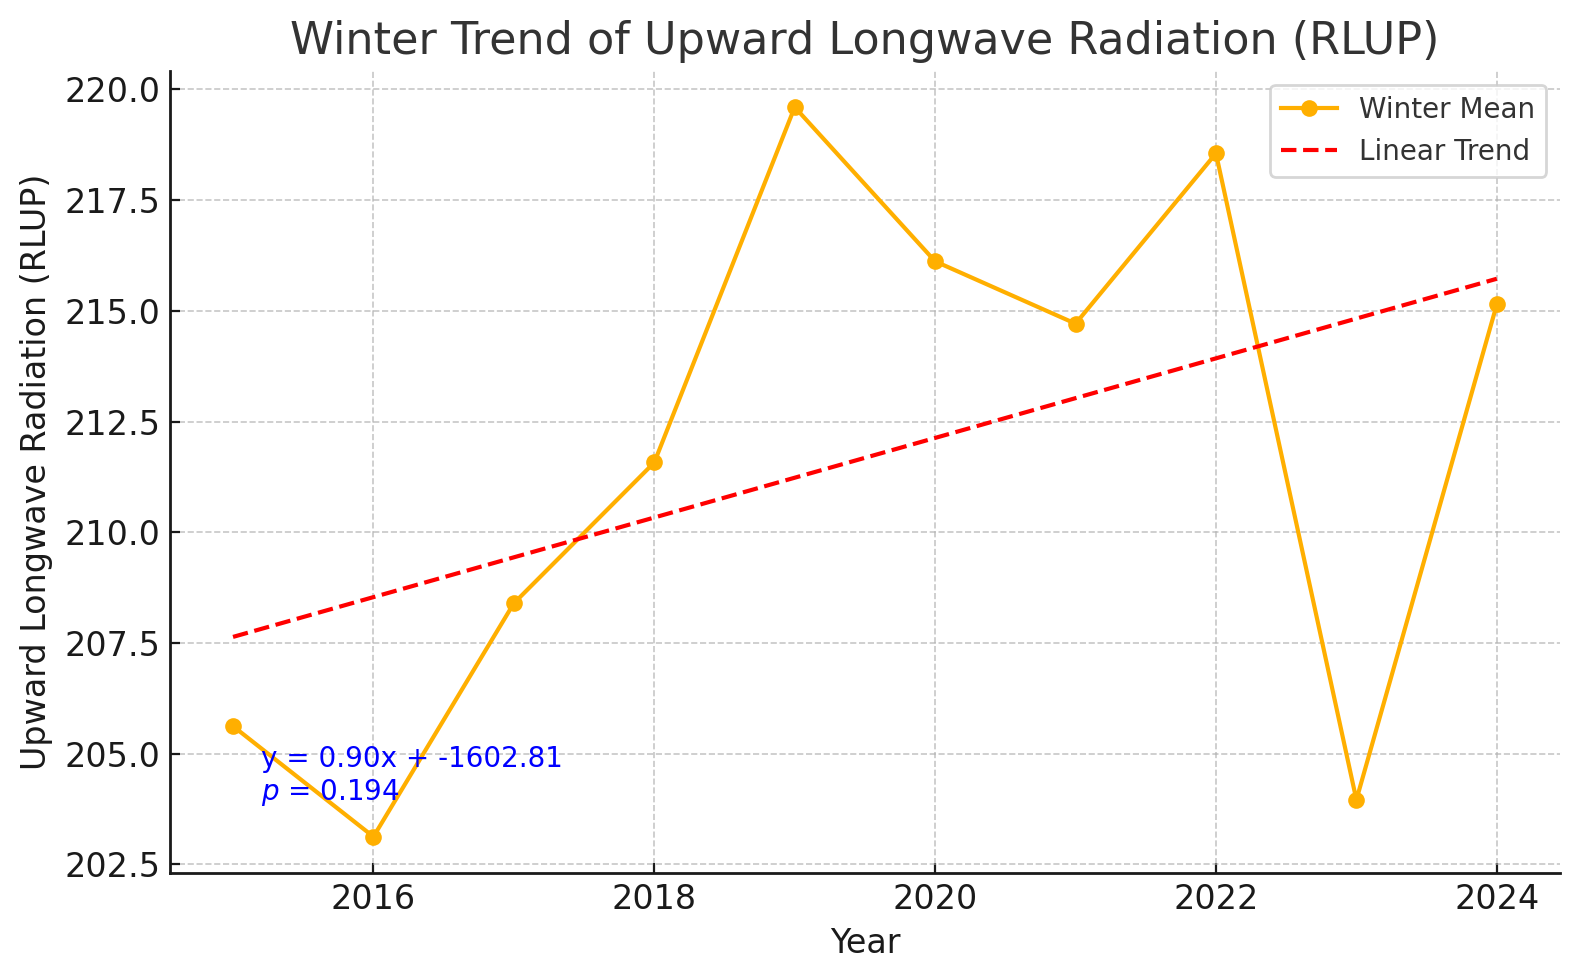 Winter Trend of Upward Longwave Radiation (RLUP)
Upward Longwave Radiation (RLUP)
220.0
217.5
215.0
212.5
210.0
207.5
205.0
202.5
Winter Mean
Linear Trend
y = 0.90x + -1602.81
p = 0.194
2016 2018 2020 2022 2024
Year